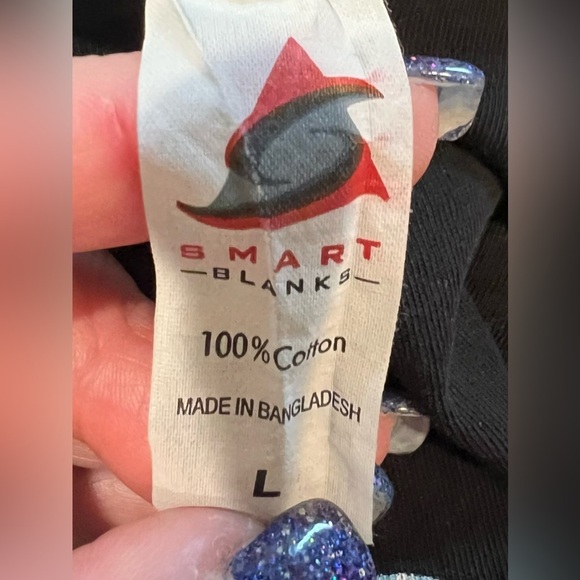 SMART
BLANKS
100% Cotton
MADE IN BANGLADESH
L